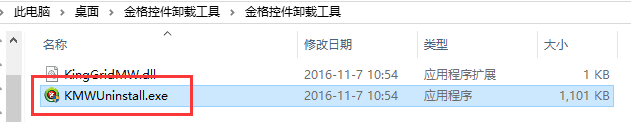 此电脑 > 桌面 > 金格控件卸载工具 > 金格控件卸载工具
名称 修改日期 类型 大小
KingGridMW.dll 2016-11-7 10:54 应用程序扩展 1 KB
KMWUninstall.exe 2016-11-7 10:54 应用程序 1,101 KB